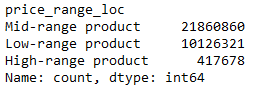 price_range_loc
Mid-range product     21860860
Low-range product     10126321
High-range product      417678
Name: count, dtype: int64